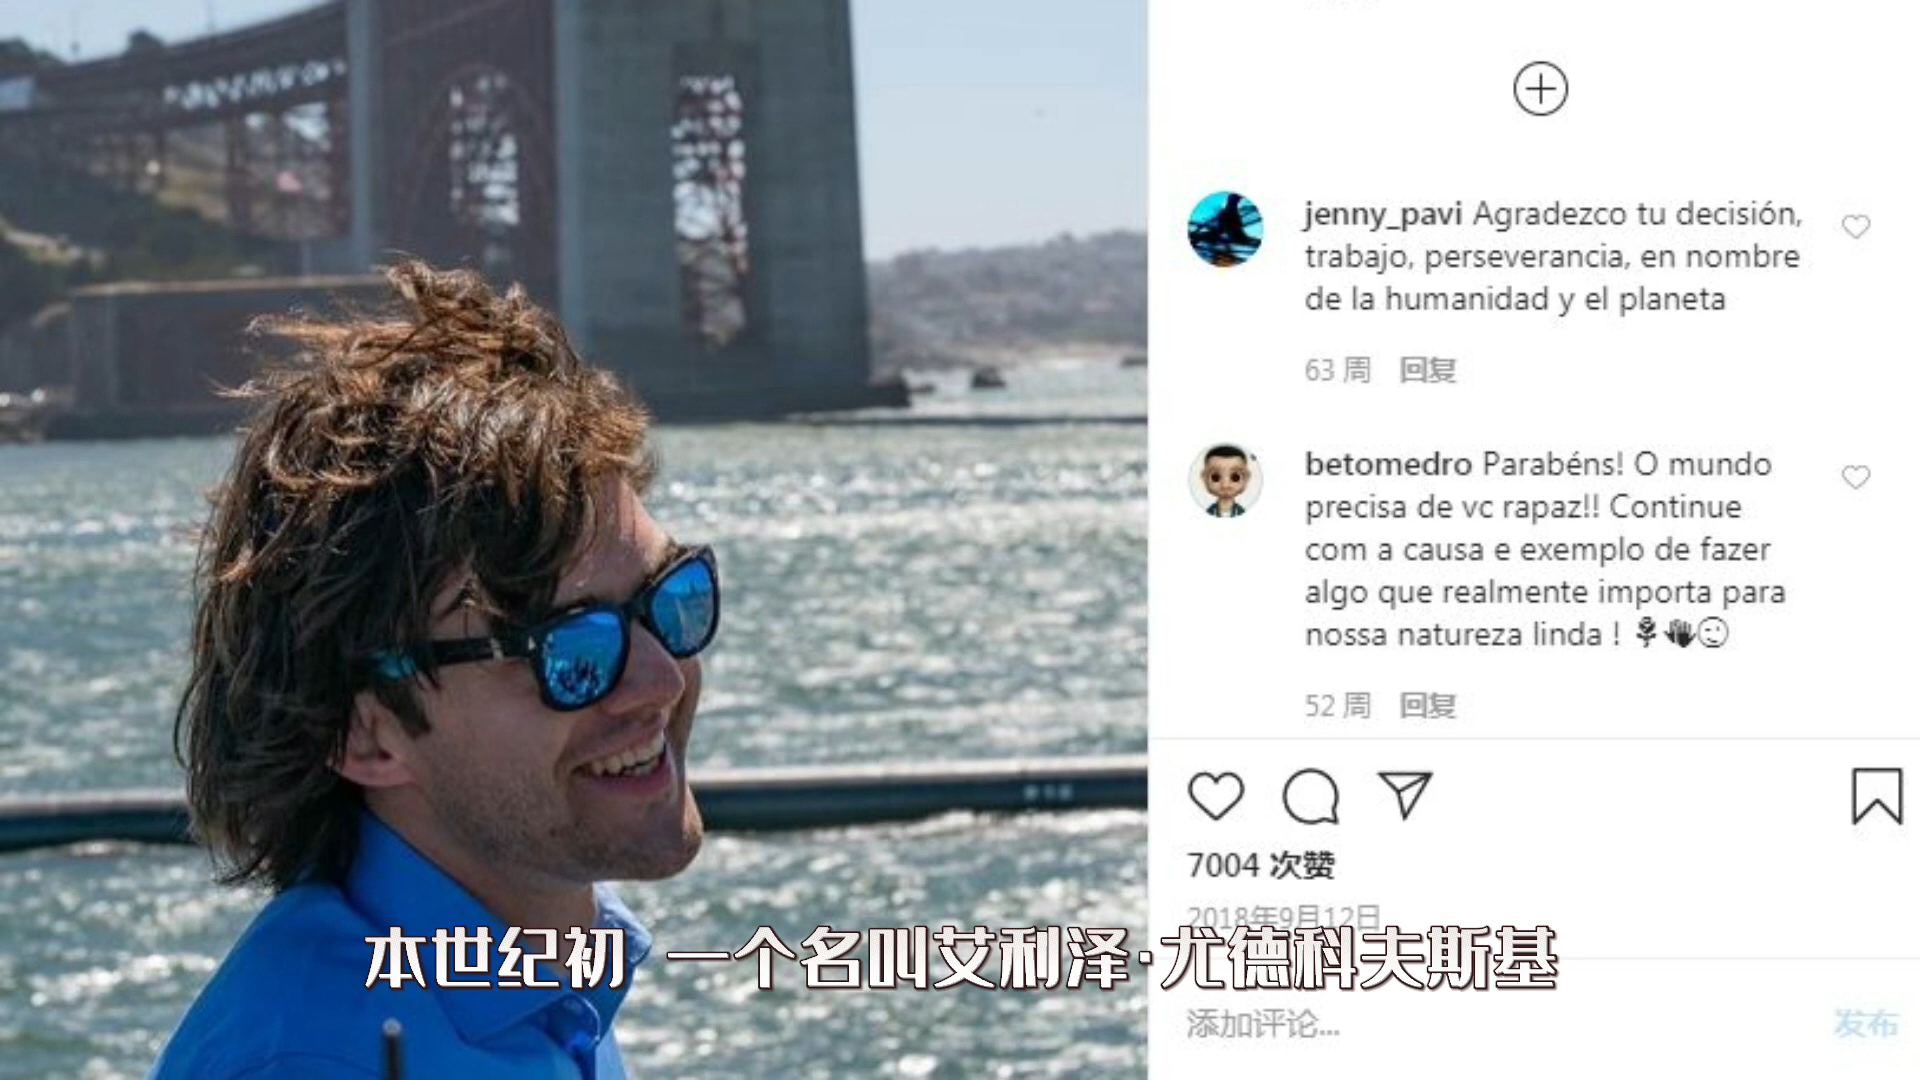 jenny_pavi Agradezco tu decisión,
trabajo, perseverancia, en nombre
de la humanidad y el planeta
63 周 回复
betomedro Parabéns! O mundo
precisa de vc rapaz!! Continue
com a causa e exemplo de fazer
algo que realmente importa para
nossa natureza linda !
52 周 回复
7004 次赞
2018年9月12日
本世纪初 一个名叫艾利泽·尤德科夫斯基
添加评论...
发布